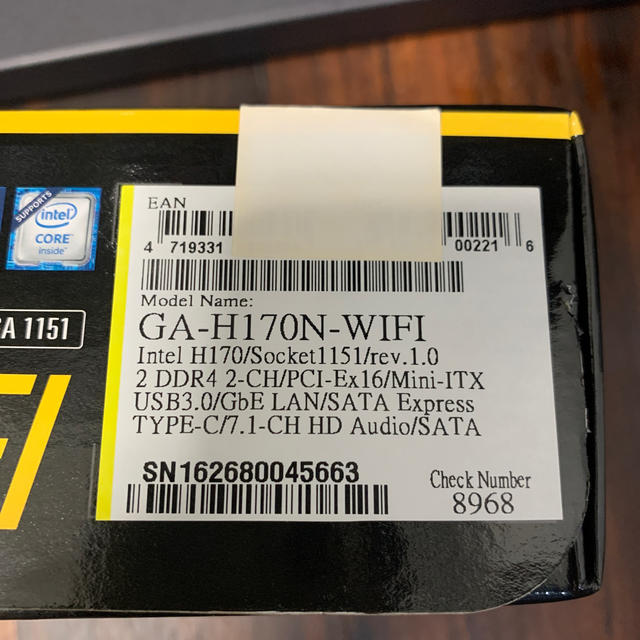 SUPPORTS
intel
CORE
inside
EAN
4 719331 00221 6
Model Name:
GA-H170N-WIFI
Intel H170/Socket1151/rev.1.0
2 DDR4 2-CH/PCI-Ex16/Mini-ITX
USB3.0/GbE LAN/SATA Express
TYPE-C/7.1-CH HD Audio/SATA
SN162680045663
Check Number
8968
1151